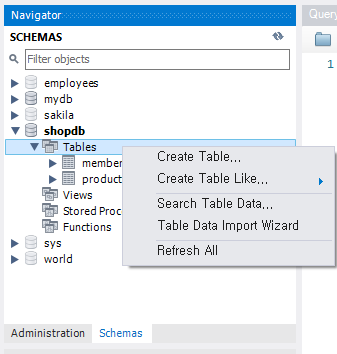 Navigator
Query
SCHEMAS
Filter objects
1
employees
mydb
sakila
shopdb
Tables
member
product
Views
Stored Proc
Functions
sys
world
Create Table...
Create Table Like...
Search Table Data...
Table Data Import Wizard
Refresh All
Administration Schemas